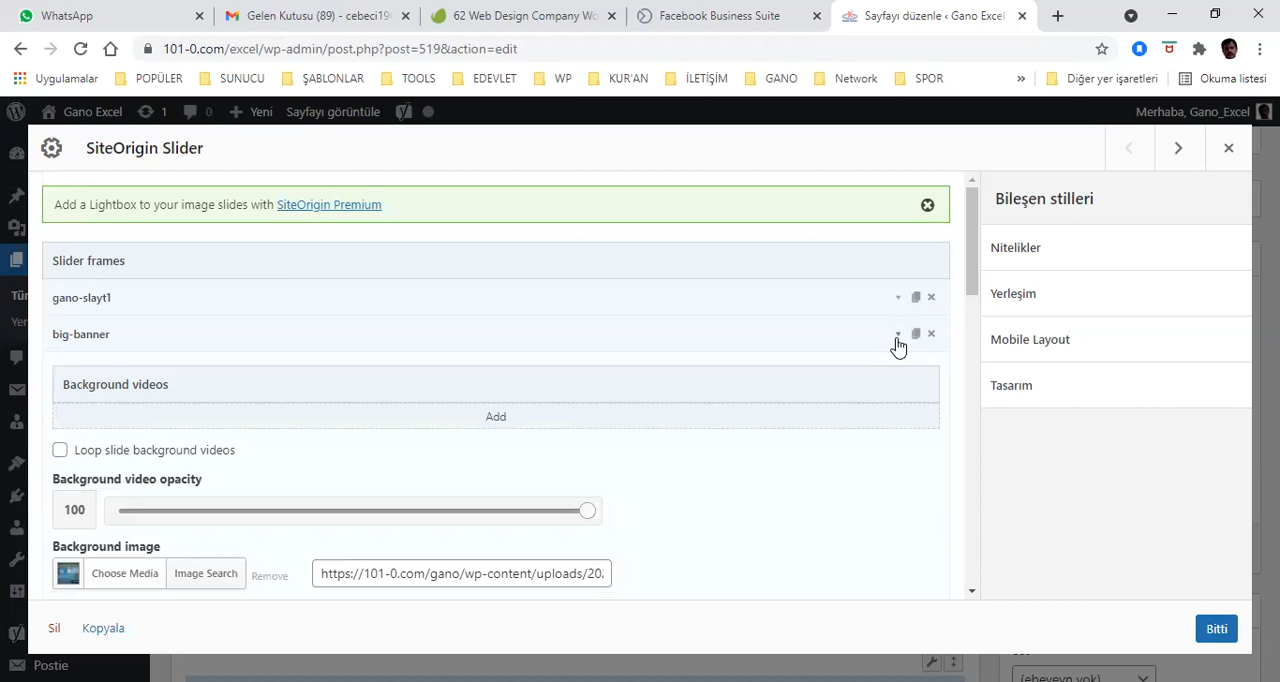 WhatsApp
Gelen Kutusu (89) - cebeci19
62 Web Design Company Wo
Facebook Business Suite
Sayfayı düzenle ‹ Gano Excel
101-0.com/excel/wp-admin/post.php?post=519&action=edit
Uygulamalar POPÜLER SUNUCU ŞABLONLAR TOOLS EDEVLET WP KUR'AN İLETİŞİM GANO Network SPOR » Diğer yer işaretleri Okuma listesi
Gano Excel 1 0 Yeni Sayfayı görüntüle Merhaba, Gano_Excel
SiteOrigin Slider
Add a Lightbox to your image slides with SiteOrigin Premium
Slider frames
gano-slayt1
big-banner
Background videos
Add
Loop slide background videos
Background video opacity
100
Background image
Choose Media Image Search Remove https://101-0.com/gano/wp-content/uploads/20
Bileşen stilleri
Nitelikler
Yerleşim
Mobile Layout
Tasarım
Tür
Yer
Sil Kopyala Bitti
Postie
(ebeveyn yok)